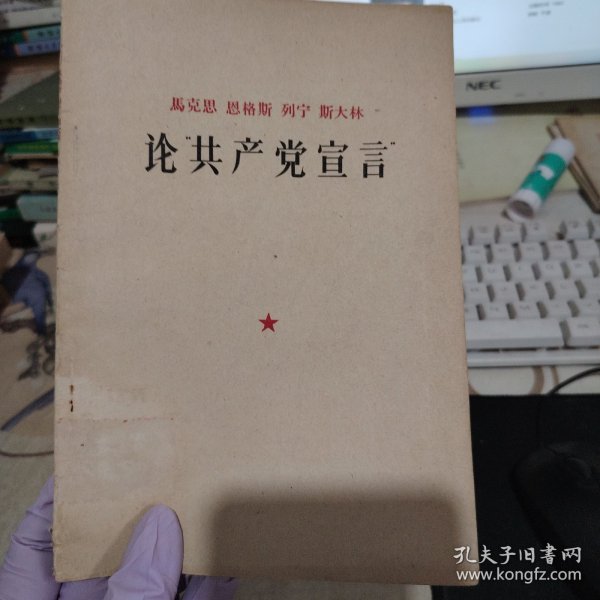 馬克思 恩格斯 列宁 斯大林
论“共产党宣言”
NEC
孔夫子旧书网
www.kongfz.com